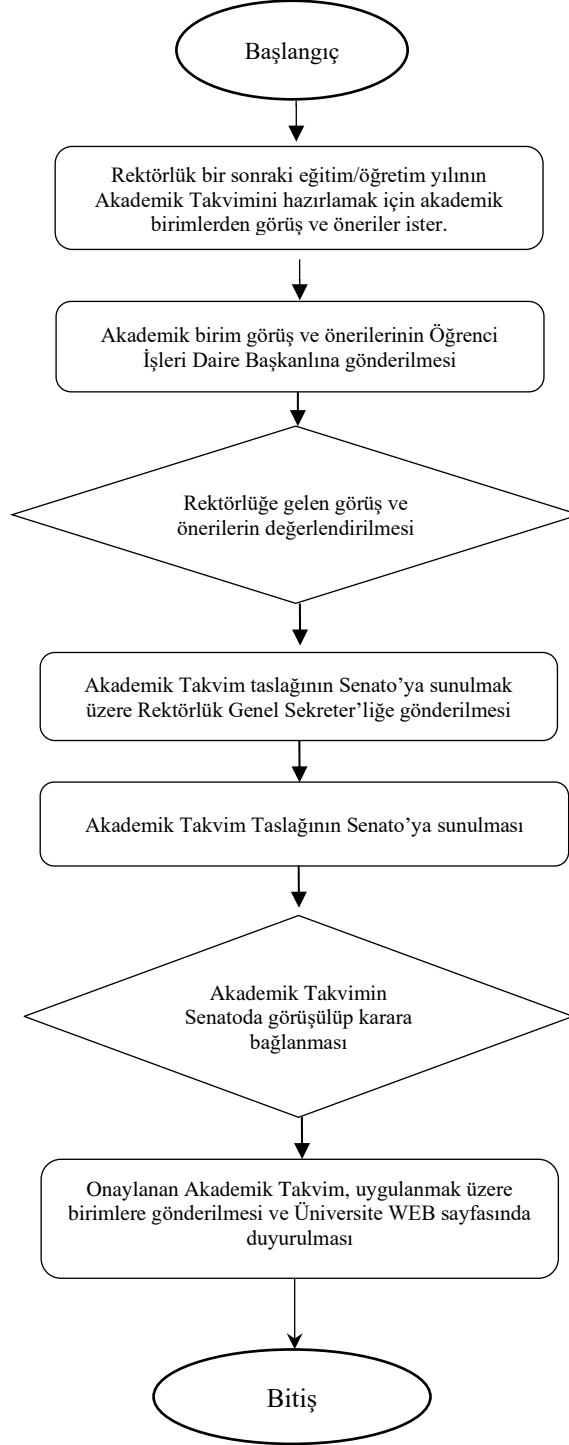 Başlangıç
Rektörlük bir sonraki eğitim/öğretim yılının
Akademik Takvimini hazırlamak için akademik
birimlerden görüş ve öneriler ister.
Akademik birim görüş ve önerilerinin Öğrenci
İşleri Daire Başkanlına gönderilmesi
Rektörlüğe gelen görüş ve
önerilerin değerlendirilmesi
Akademik Takvim taslağının Senato’ya sunulmak
üzere Rektörlük Genel Sekreter’liğe gönderilmesi
Akademik Takvim Taslağının Senato’ya sunulması
Akademik Takvimin
Senatoda görüşülüp karara
bağlanması
Onaylanan Akademik Takvim, uygulanmak üzere
birimlere gönderilmesi ve Üniversite WEB sayfasında
duyurulması
Bitiş